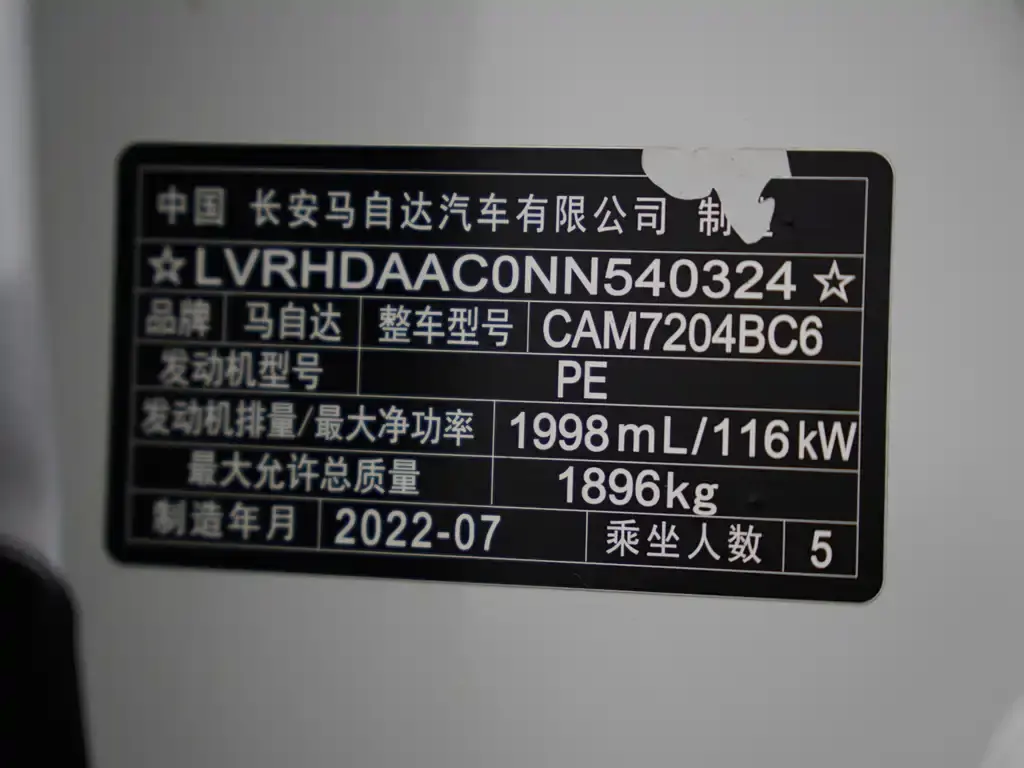 中国 长安马自达汽车有限公司 制
☆LVRHDAAC0NN540324☆
品牌 马自达 整车型号 CAM7204BC6
发动机型号 PE
发动机排量/最大净功率 1998mL/116kW
最大允许总质量 1896kg
制造年月 2022-07 乘坐人数 5